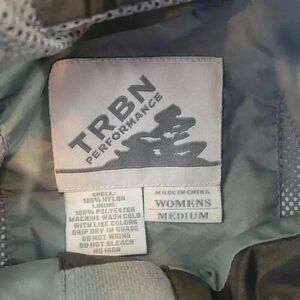 TRBN
PERFORMANCE
SHELL:
100% NYLON
LINING:
100% POLYESTER
MACHINE WASH COLD
WITH LIKE COLORS
DRIP DRY IN SHADE
DO NOT WRING
DO NOT BLEACH
NO IRON
MADE IN CHINA
WOMENS
MEDIUM